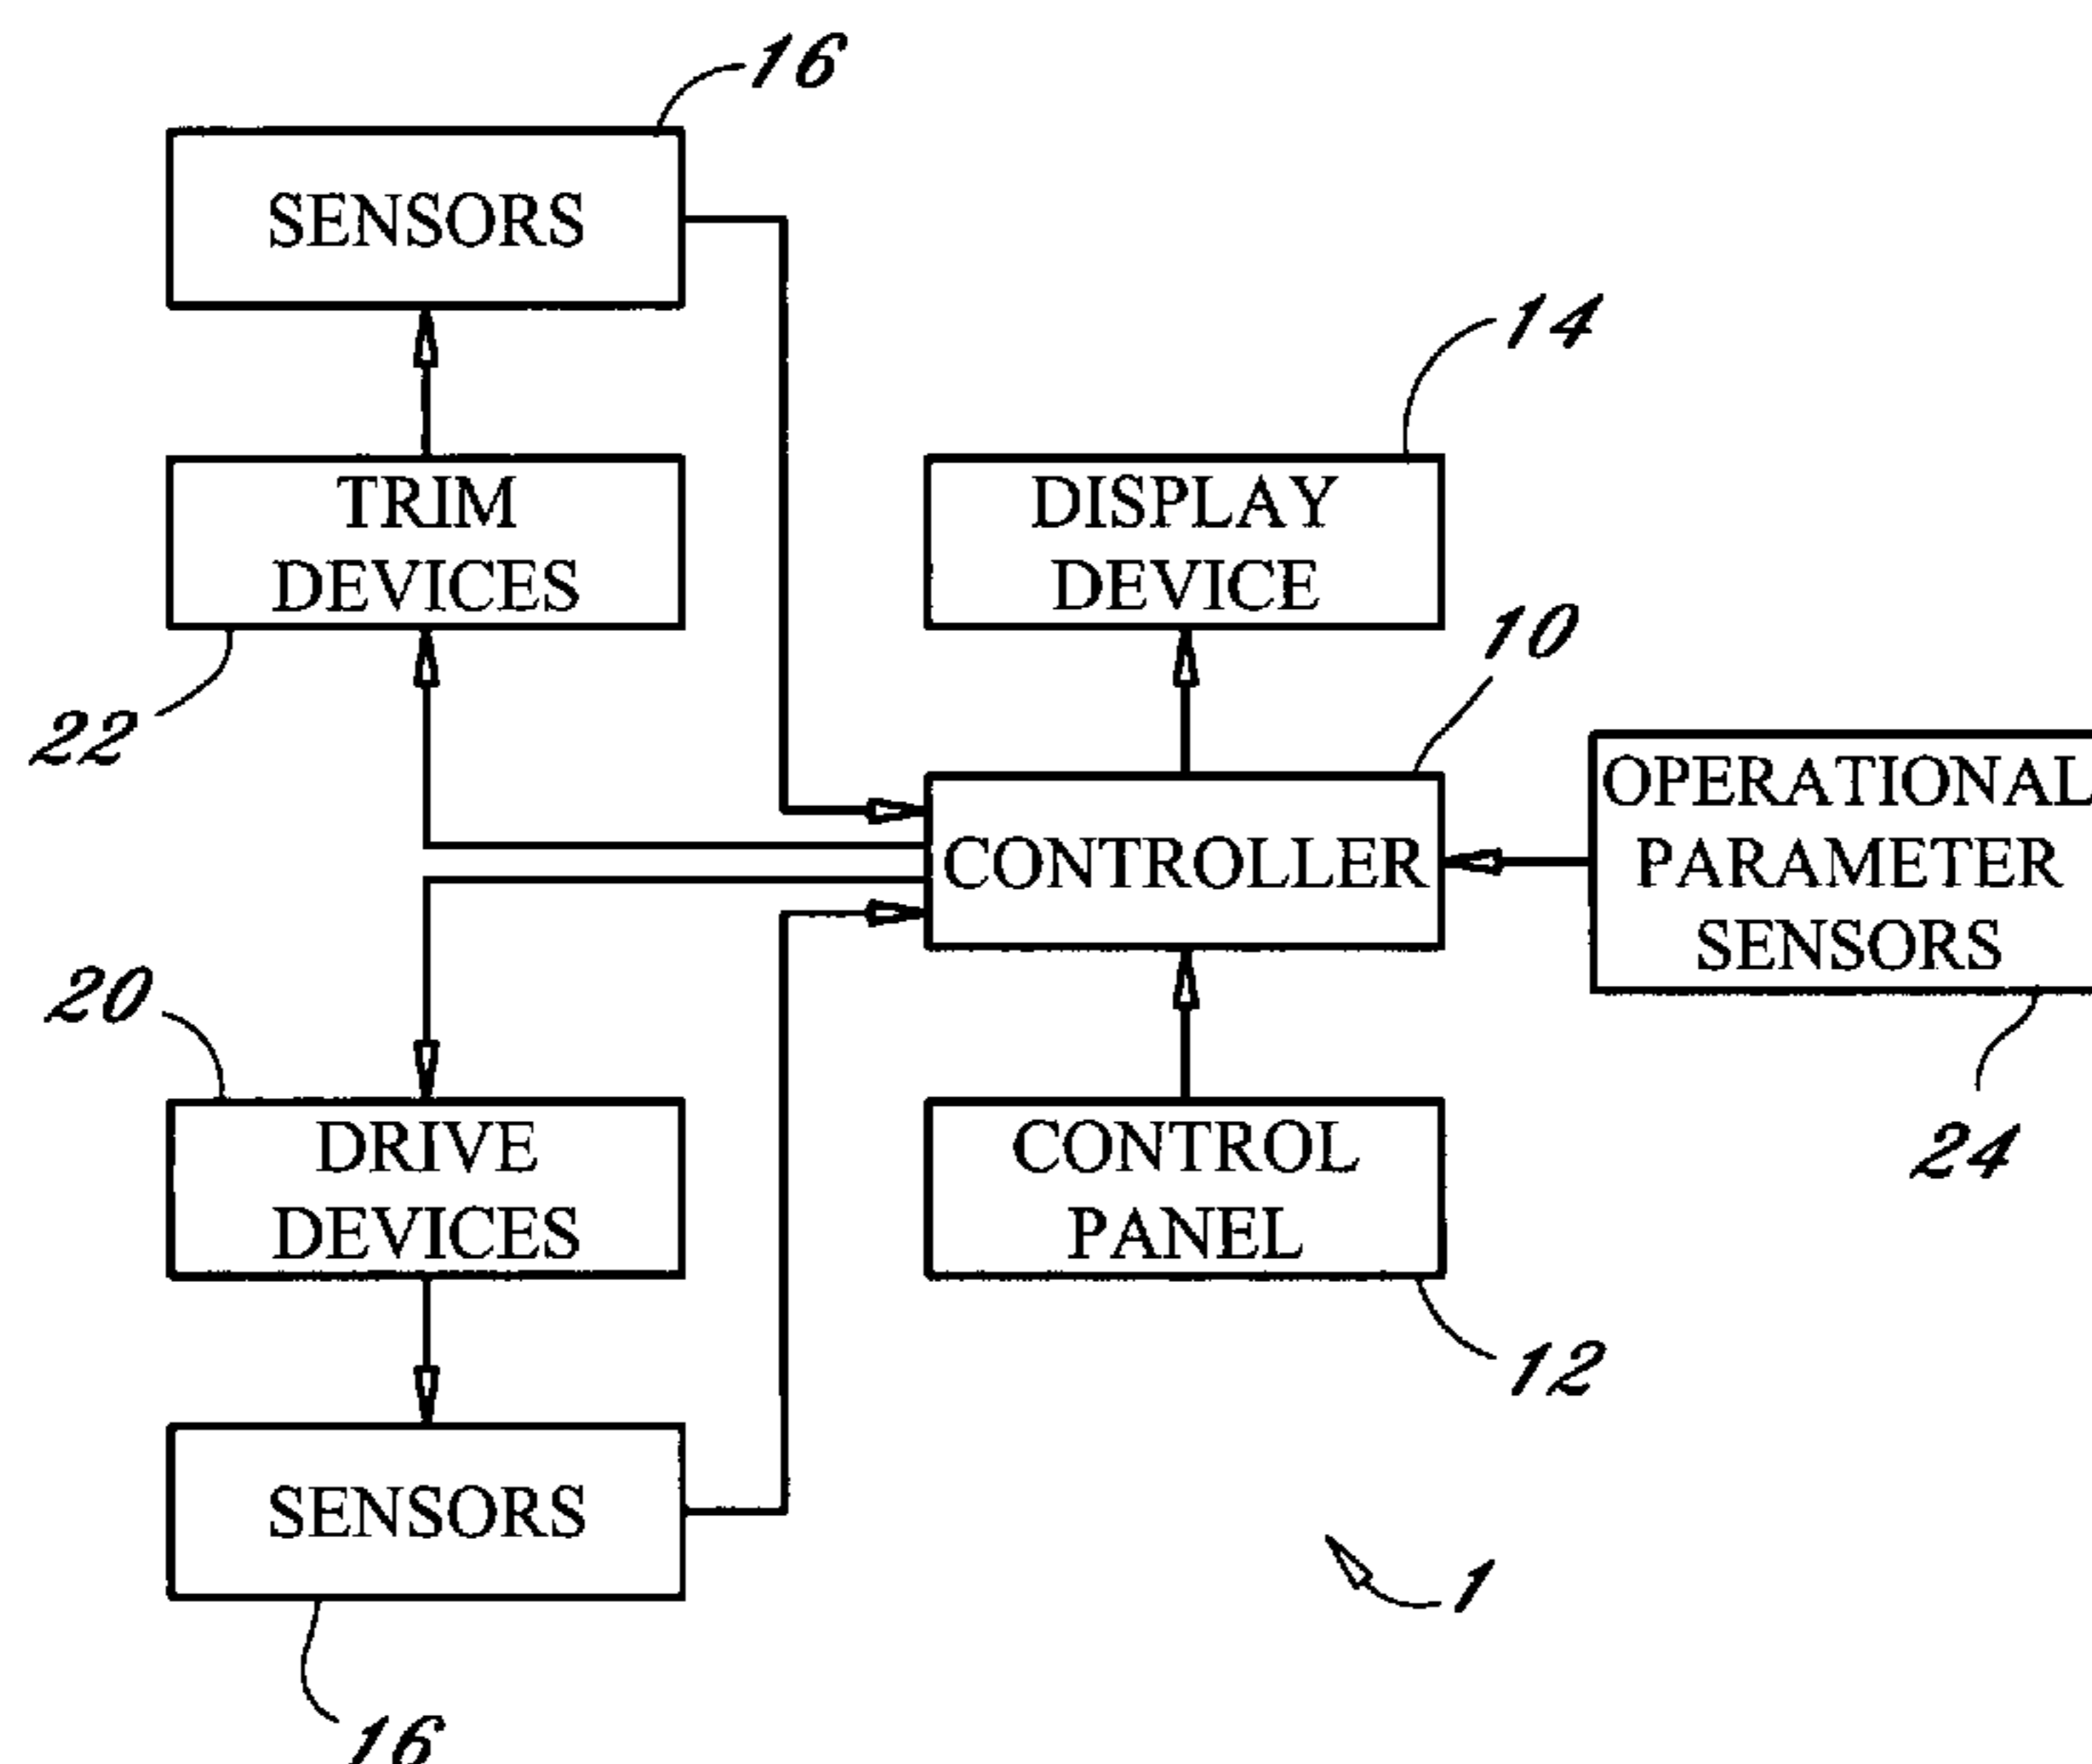 16
SENSORS
14
TRIM
DEVICES
DISPLAY
DEVICE
10
22
OPERATIONAL
PARAMETER
SENSORS
CONTROLLER
20
24
DRIVE
DEVICES
CONTROL
PANEL
12
SENSORS
1
16